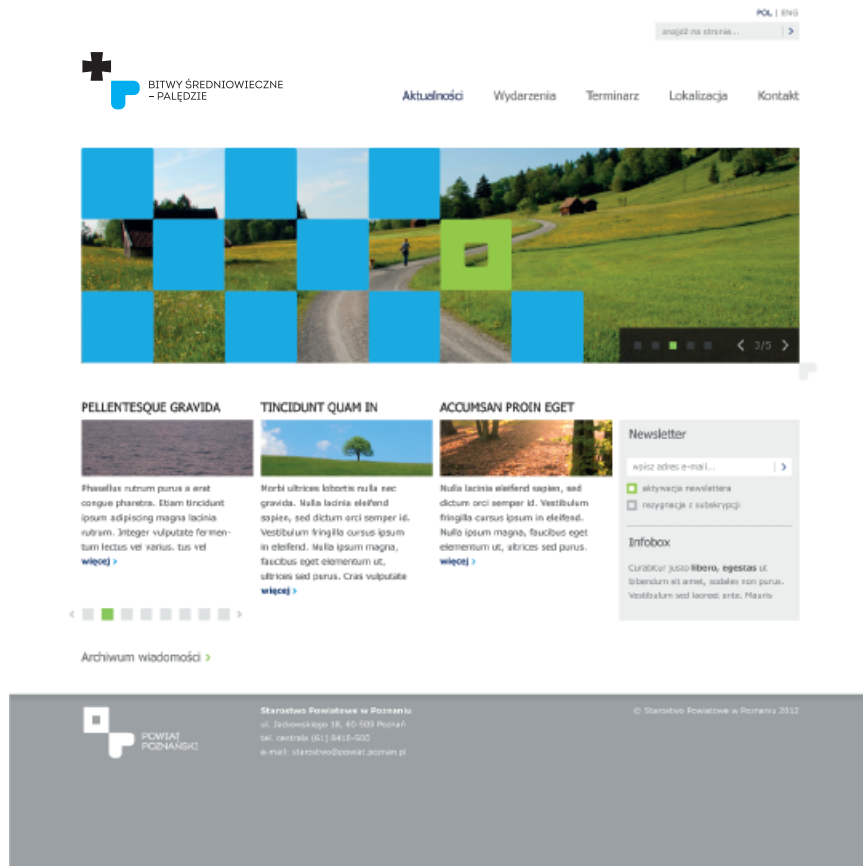 POL | ENG
znajdź na stronie...
BITWY ŚREDNIOWIECZNE
– PALĘDZIE
Aktualności Wydarzenia Terminarz Lokalizacja Kontakt
3/5
PELLENTESQUE GRAVIDA
Phasellus rutrum purus a erat
congue pharetra. Etiam tincidunt
ipsum adipiscing magna lacinia
rutrum. Integer vulputate fermen-
tum lectus vel varius. tus vel
więcej
TINCIDUNT QUAM IN
Morbi ultrices lobortis nulla nec
gravida. Nulla lacinia eleifend
sapien, sed dictum orci semper id.
Vestibulum fringilla cursus ipsum
in eleifend. Nulla ipsum magna,
faucibus eget elementum ut,
ultrices sed purus. Cras vulputate
więcej
ACCUMSAN PROIN EGET
Nulla lacinia eleifend sapien, sed
dictum orci semper id. Vestibulum
fringilla cursus ipsum in eleifend.
Nulla ipsum magna, faucibus eget
elementum ut, ultrices sed purus.
więcej
Newsletter
wpisz adres e-mail...
aktywacja newslettera
rezygnacja z subskrypcji
Infobox
Curabitur justo libero, egestas ut
bibendum sit amet, sodales non purus.
Vestibulum sed laoreet ante. Mauris
Archiwum wiadomości
POWIAT
POZNAŃSKI
Starostwo Powiatowe w Poznaniu
ul. Jackowskiego 18, 60-509 Poznań
tel. centrala (61) 8410-500
e-mail: starostwo@powiat.poznan.pl
© Starostwo Powiatowe w Poznaniu 2012